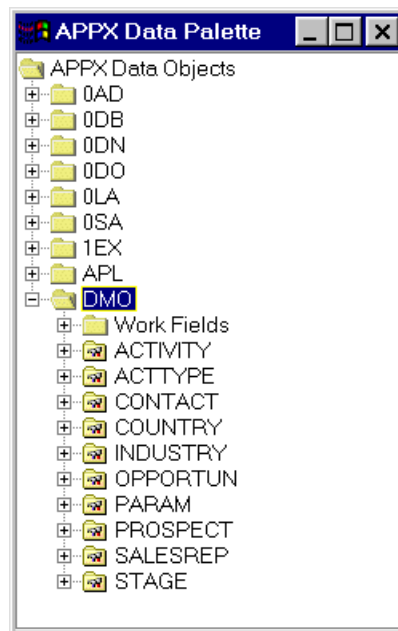 APPX Data Palette
APPX Data Objects
0AD
0DB
0DN
0DO
0LA
0SA
1EX
APL
DMO
Work Fields
ACTIVITY
ACTTYPE
CONTACT
COUNTRY
INDUSTRY
OPPORTUN
PARAM
PROSPECT
SALESREP
STAGE